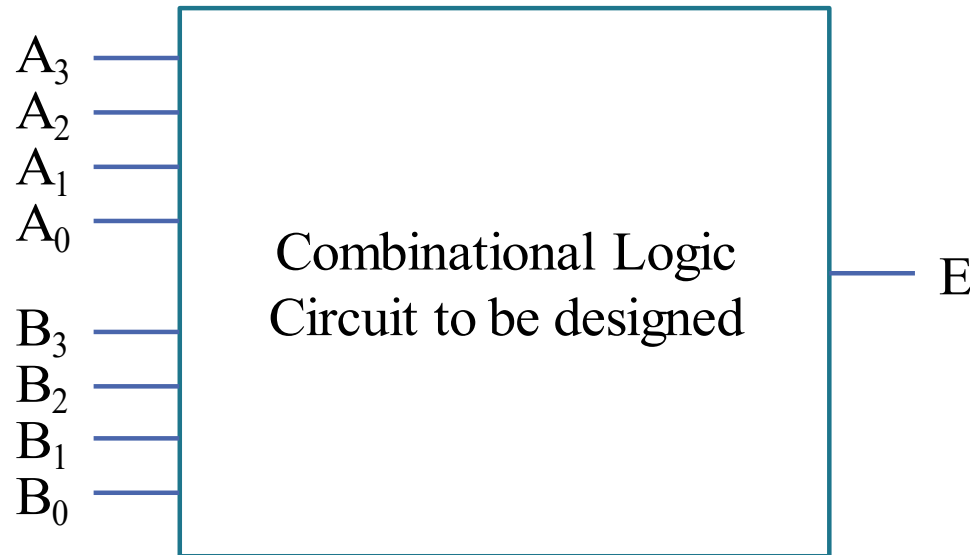 A₃
A₂
A₁
A₀
B₃
B₂
B₁
B₀
Combinational Logic
Circuit to be designed
E